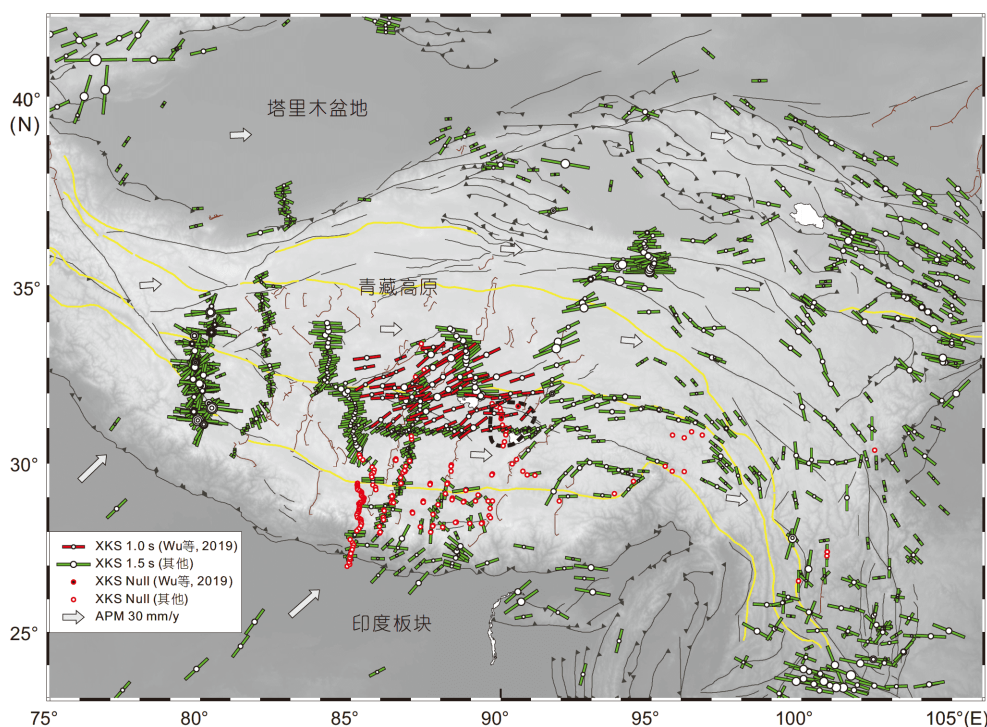 40°
(N)
塔里木盆地
35°
青藏高原
30°
XKS 1.0 s (Wu等, 2019)
XKS 1.5 s (其他)
XKS Null (Wu等, 2019)
XKS Null (其他)
APM 30 mm/y
印度板块
25°
75° 80° 85° 90° 95° 100° 105°(E)